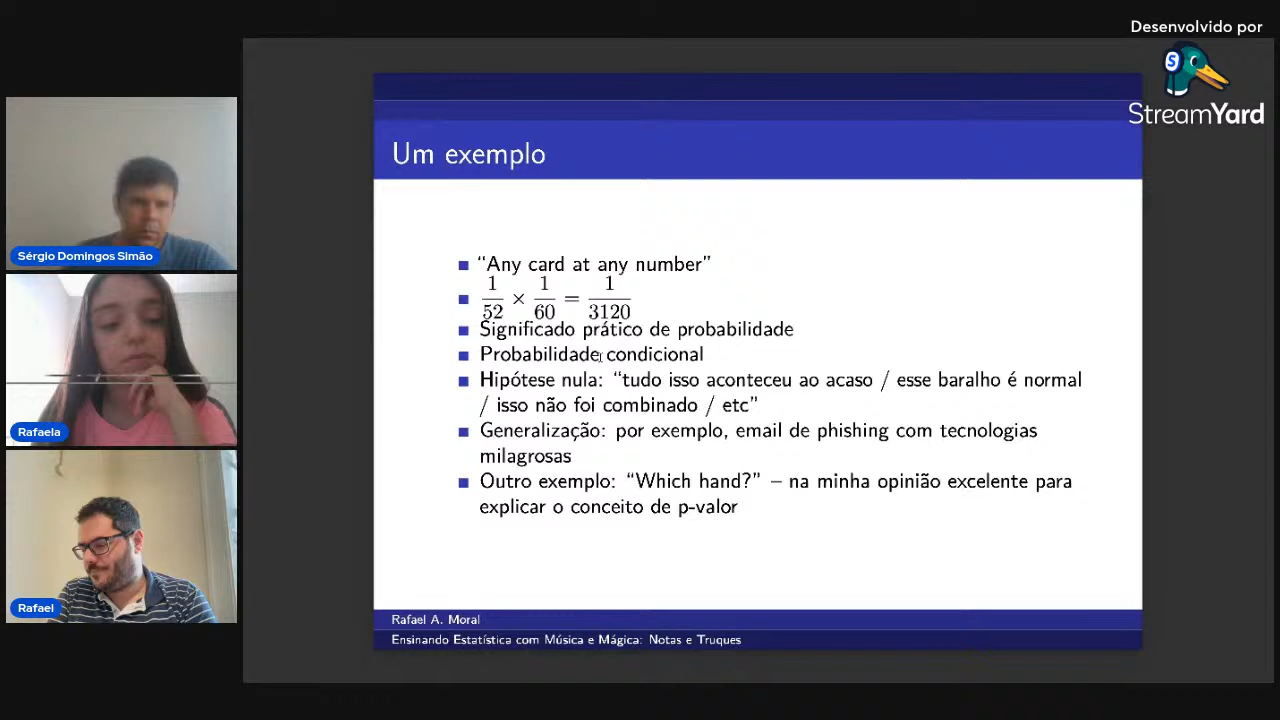 Desenvolvido por
StreamYard
Sérgio Domingos Simão
Rafaela
Rafael
Um exemplo
“Any card at any number”
1/52 × 1/60 = 1/3120
Significado prático de probabilidade
Probabilidade condicional
Hipótese nula: “tudo isso aconteceu ao acaso / esse baralho é normal
/ isso não foi combinado / etc”
Generalização: por exemplo, email de phishing com tecnologias
milagrosas
Outro exemplo: “Which hand?” – na minha opinião excelente para
explicar o conceito de p-valor
Rafael A. Moral
Ensinando Estatística com Música e Mágica: Notas e Truques